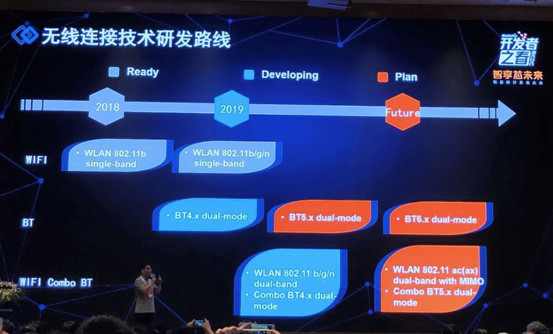 无线连接技术研发路线
开发者
之春
智享芯未来
Ready
Developing
Plan
2018
2019
Future
WIFI
• WLAN 802.11b
single-band
• WLAN 802.11b/g/n
single-band
BT
• BT4.x dual-mode
• BT5.x dual-mode
• BT6.x dual-mode
WIFI Combo BT
• WLAN 802.11 b/g/n
dual-band
• Combo BT4.x dual-
mode
• WLAN 802.11 ac(ax)
dual-band with MIMO
• Combo BT5.x dual-
mode